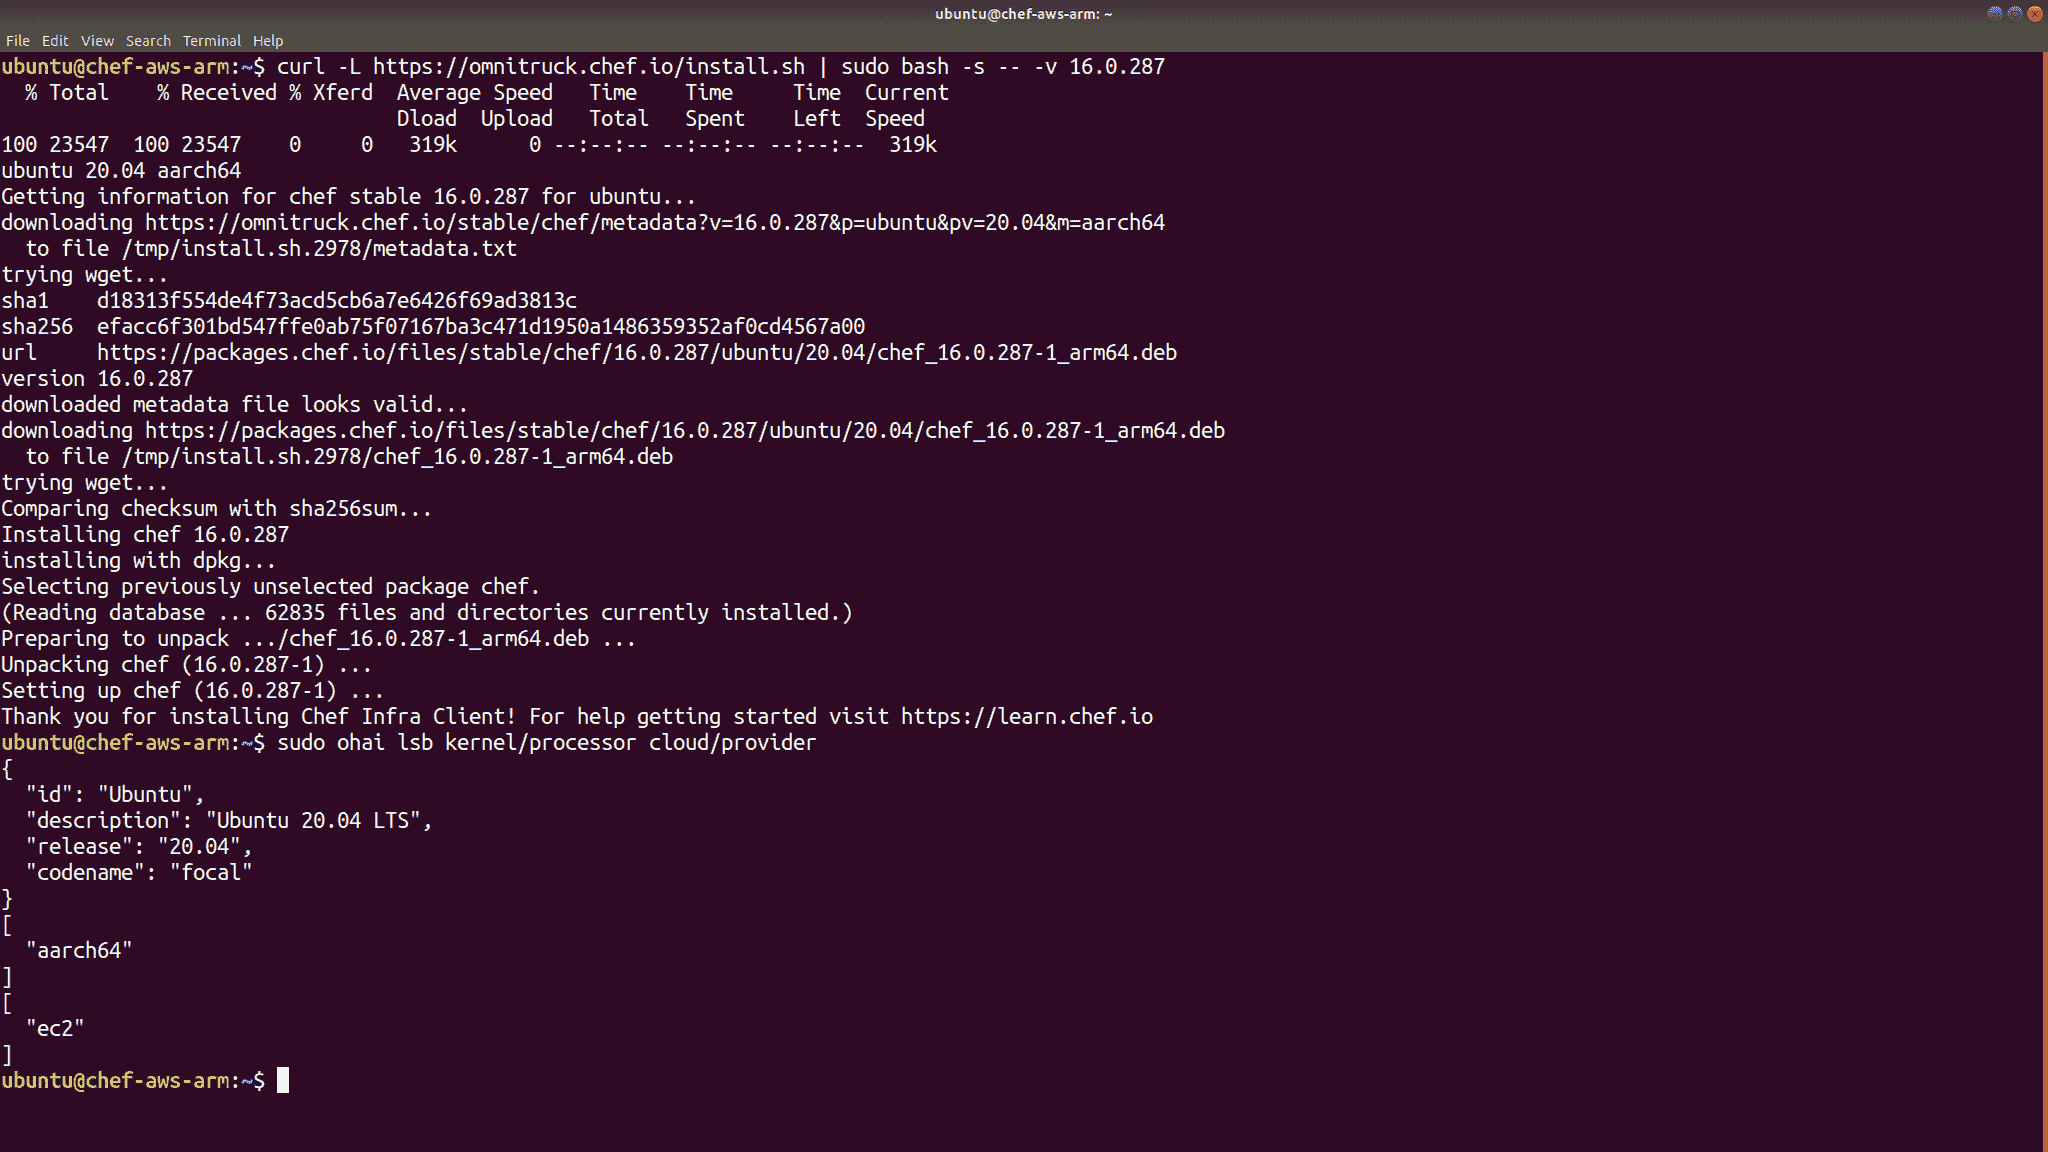 ubuntu@chef-aws-arm: ~
File Edit View Search Terminal Help
ubuntu@chef-aws-arm:~$ curl -L https://omnitruck.chef.io/install.sh | sudo bash -s -- -v 16.0.287
  % Total    % Received % Xferd  Average Speed   Time    Time     Time  Current
                                 Dload  Upload   Total   Spent    Left  Speed
100 23547  100 23547    0     0   319k      0 --:--:-- --:--:-- --:--:--  319k
ubuntu 20.04 aarch64
Getting information for chef stable 16.0.287 for ubuntu...
downloading https://omnitruck.chef.io/stable/chef/metadata?v=16.0.287&p=ubuntu&pv=20.04&m=aarch64
  to file /tmp/install.sh.2978/metadata.txt
trying wget...
sha1    d18313f554de4f73acd5cb6a7e6426f69ad3813c
sha256  efacc6f301bd547ffe0ab75f07167ba3c471d1950a1486359352af0cd4567a00
url     https://packages.chef.io/files/stable/chef/16.0.287/ubuntu/20.04/chef_16.0.287-1_arm64.deb
version 16.0.287
downloaded metadata file looks valid...
downloading https://packages.chef.io/files/stable/chef/16.0.287/ubuntu/20.04/chef_16.0.287-1_arm64.deb
  to file /tmp/install.sh.2978/chef_16.0.287-1_arm64.deb
trying wget...
Comparing checksum with sha256sum...
Installing chef 16.0.287
installing with dpkg...
Selecting previously unselected package chef.
(Reading database ... 62835 files and directories currently installed.)
Preparing to unpack .../chef_16.0.287-1_arm64.deb ...
Unpacking chef (16.0.287-1) ...
Setting up chef (16.0.287-1) ...
Thank you for installing Chef Infra Client! For help getting started visit https://learn.chef.io
ubuntu@chef-aws-arm:~$ sudo ohai lsb kernel/processor cloud/provider
{
  "id": "Ubuntu",
  "description": "Ubuntu 20.04 LTS",
  "release": "20.04",
  "codename": "focal"
}
[
  "aarch64"
]
[
  "ec2"
]
ubuntu@chef-aws-arm:~$